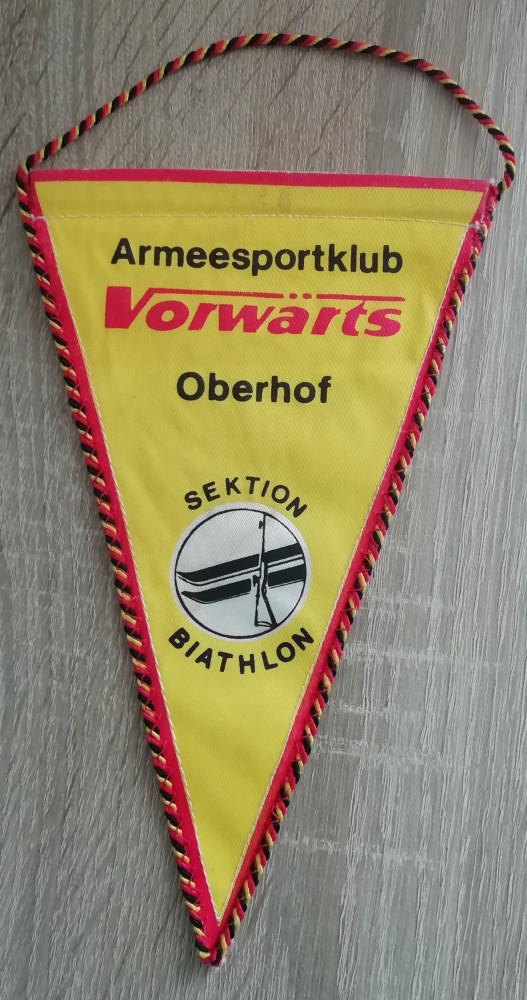 Armeesportklub
Vorwärts
Oberhof
SEKTION
BIATHLON